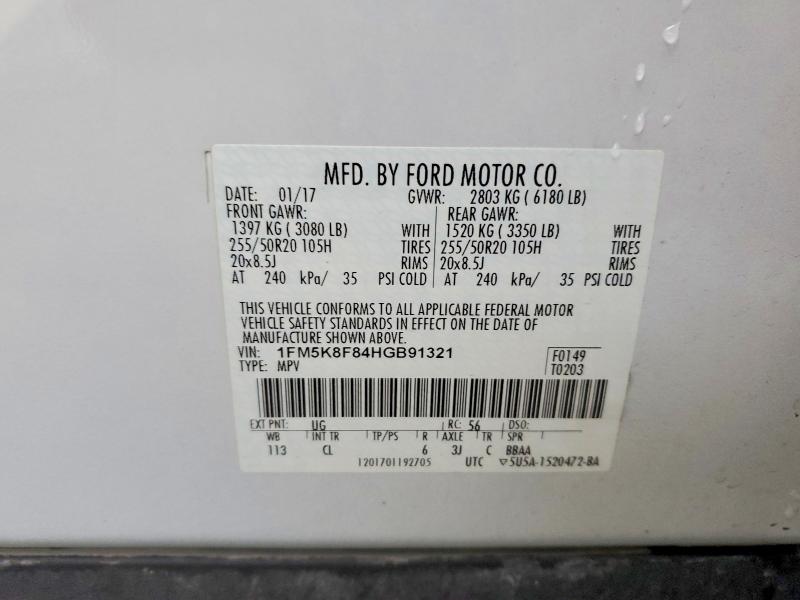 MFD. BY FORD MOTOR CO.
DATE: 01/17 GVWR: 2803 KG ( 6180 LB)
FRONT GAWR: REAR GAWR:
1397 KG ( 3080 LB) WITH 1520 KG ( 3350 LB) WITH
255/50R20 105H TIRES 255/50R20 105H TIRES
20x8.5J RIMS 20x8.5J RIMS
AT 240 kPa/ 35 PSI COLD AT 240 kPa/ 35 PSI COLD
THIS VEHICLE CONFORMS TO ALL APPLICABLE FEDERAL MOTOR
VEHICLE SAFETY STANDARDS IN EFFECT ON THE DATE OF
MANUFACTURE SHOWN ABOVE.
VIN: 1FM5K8F84HGB91321 F0149
TYPE: MPV T0203
EXT PNT: UG RC: 56 DSO:
WB INT TR TP/PS R AXLE TR SPR
113 CL 6 3J C BBAA
1201701192705 UTC ▽5U5A-1520472-BA